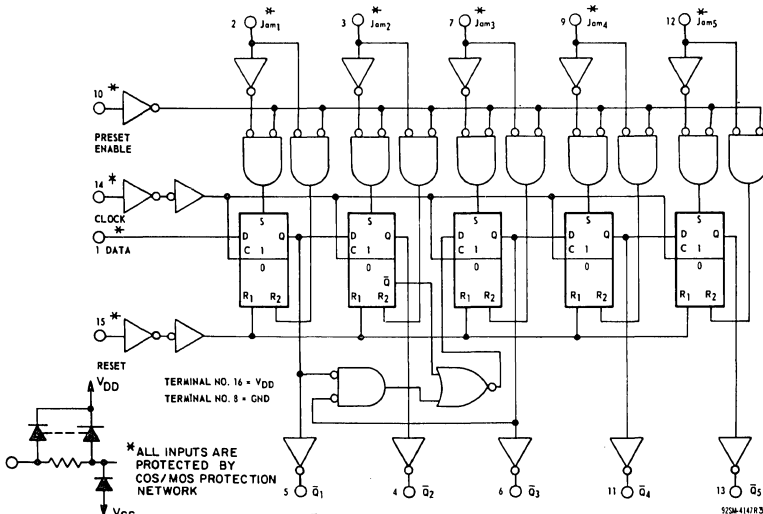 2 * Jam1
3 * Jam2
7 * Jam3
9 * Jam4
12 * Jam5
10 *
PRESET
ENABLE
14 *
CLOCK
1 DATA *
S S S S S
D Q D Q D Q D Q D Q
C 1 C 1 C 1 C 1 C 1
0 0 0 0 0
Q̄
R1 R2 R1 R2 R1 R2 R1 R2 R1 R2
15 *
RESET
VDD
TERMINAL NO. 16 = VDD
TERMINAL NO. 8 = GND
*ALL INPUTS ARE
PROTECTED BY
COS/MOS PROTECTION
NETWORK
VSS
5 Q̄1
4 Q̄2
6 Q̄3
11 Q̄4
13 Q̄5
92SM-4147R3